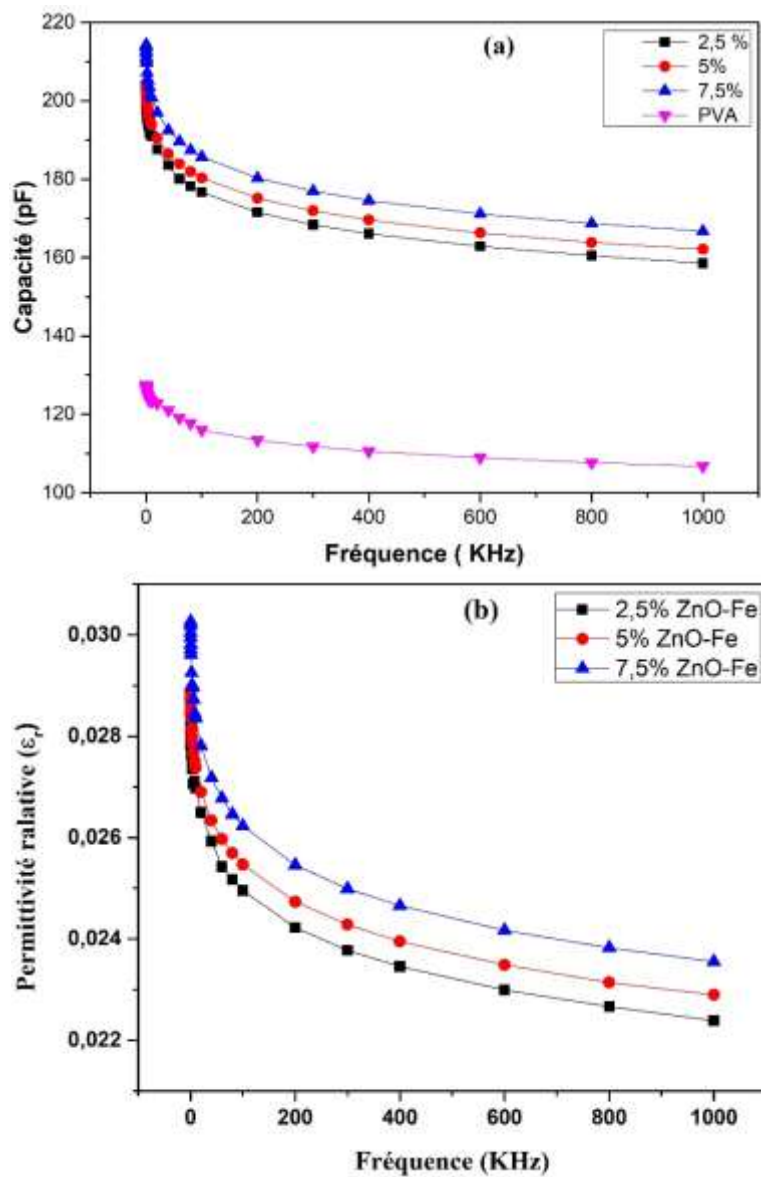 (a)
2,5 %
5%
7,5%
PVA
220
200
180
160
140
120
100
Capacité (pF)
0
200
400
600
800
1000
Fréquence ( KHz)
(b)
2,5% ZnO-Fe
5% ZnO-Fe
7,5% ZnO-Fe
0,030
0,028
0,026
0,024
0,022
Permittivité ralative (εr)
0
200
400
600
800
1000
Fréquence (KHz)